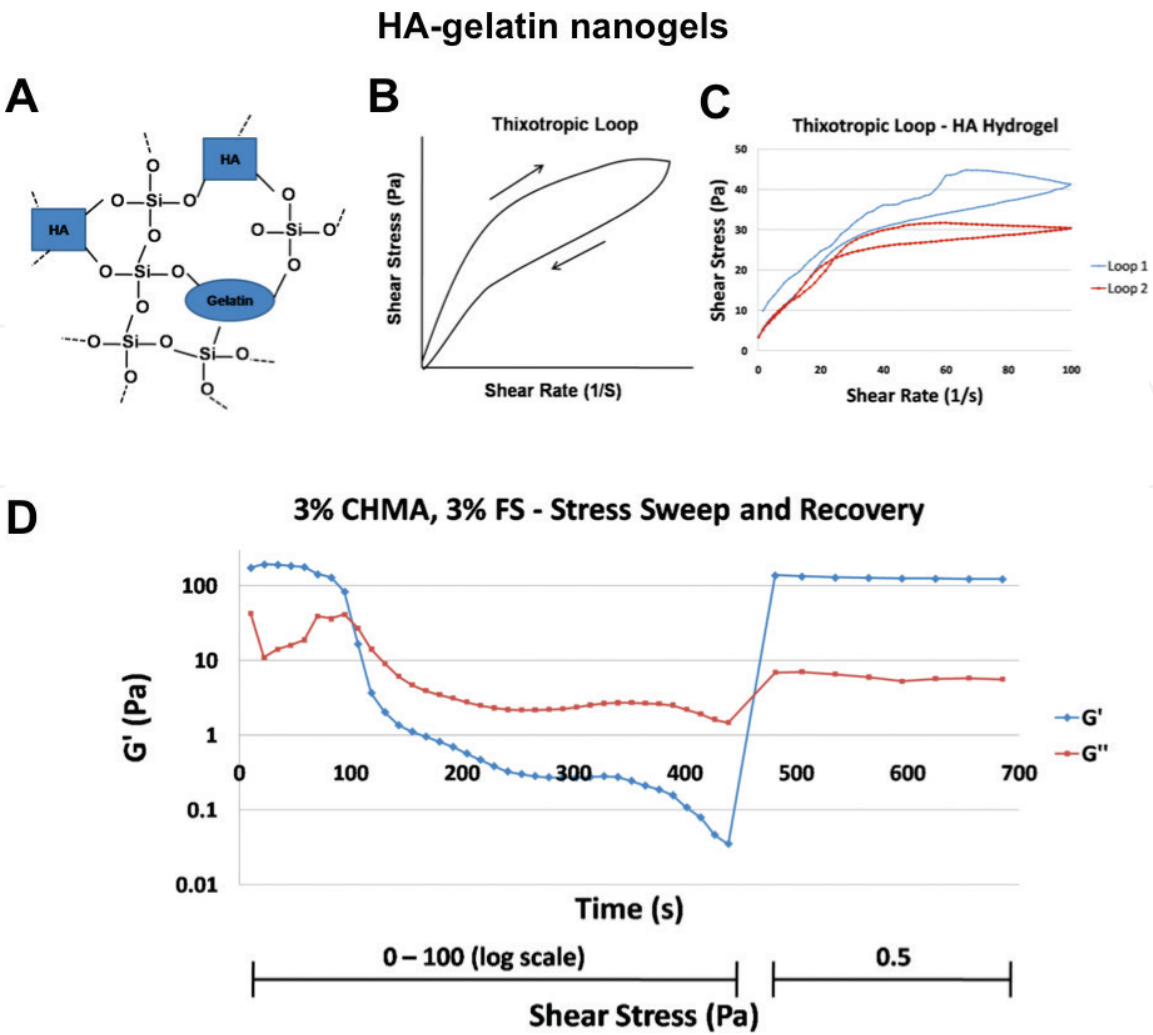 HA-gelatin nanogels
A
HA
HA
O
O
Si
O
O
O
Si
O
O
Si
O
O
O
Gelatin
O
O
Si
O
Si
O
O
O
B
Thixotropic Loop
Shear Stress (Pa)
Shear Rate (1/S)
C
Thixotropic Loop - HA Hydrogel
Shear Stress (Pa)
50
40
30
20
10
0
0 20 40 60 80 100
Shear Rate (1/s)
Loop 1
Loop 2
D
3% CHMA, 3% FS - Stress Sweep and Recovery
G' (Pa)
100
10
1
0.1
0.01
0 100 200 300 400 500 600 700
Time (s)
G'
G''
0 – 100 (log scale) 0.5
Shear Stress (Pa)